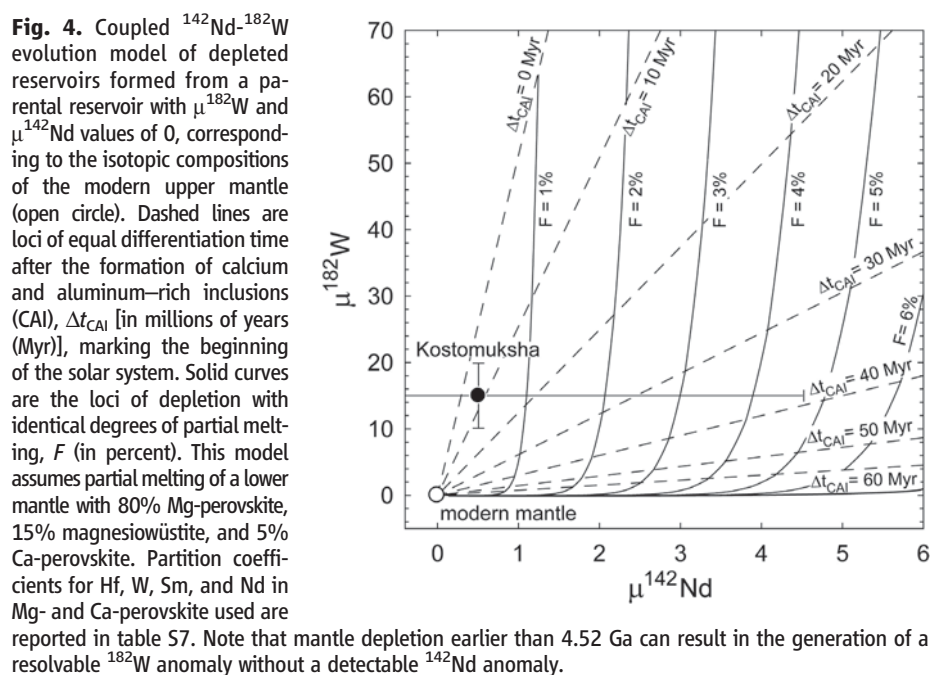 Fig. 4. Coupled ¹⁴²Nd-¹⁸²W
evolution model of depleted
reservoirs formed from a pa-
rental reservoir with μ¹⁸²W and
μ¹⁴²Nd values of 0, correspond-
ing to the isotopic compositions
of the modern upper mantle
(open circle). Dashed lines are
loci of equal differentiation time
after the formation of calcium
and aluminum–rich inclusions
(CAI), Δt_CAI [in millions of years
(Myr)], marking the beginning
of the solar system. Solid curves
are the loci of depletion with
identical degrees of partial melt-
ing, F (in percent). This model
assumes partial melting of a lower
mantle with 80% Mg-perovskite,
15% magnesiowüstite, and 5%
Ca-perovskite. Partition coeffi-
cients for Hf, W, Sm, and Nd in
Mg- and Ca-perovskite used are
reported in table S7. Note that mantle depletion earlier than 4.52 Ga can result in the generation of a
resolvable ¹⁸²W anomaly without a detectable ¹⁴²Nd anomaly.
μ¹⁸²W
70
60
50
40
30
20
10
0
Δt_CAI = 0 Myr
Δt_CAI = 10 Myr
Δt_CAI = 20 Myr
Δt_CAI = 30 Myr
Δt_CAI = 40 Myr
Δt_CAI = 50 Myr
Δt_CAI = 60 Myr
F = 1%
F = 2%
F = 3%
F = 4%
F = 5%
F = 6%
Kostomuksha
modern mantle
0 1 2 3 4 5 6
μ¹⁴²Nd